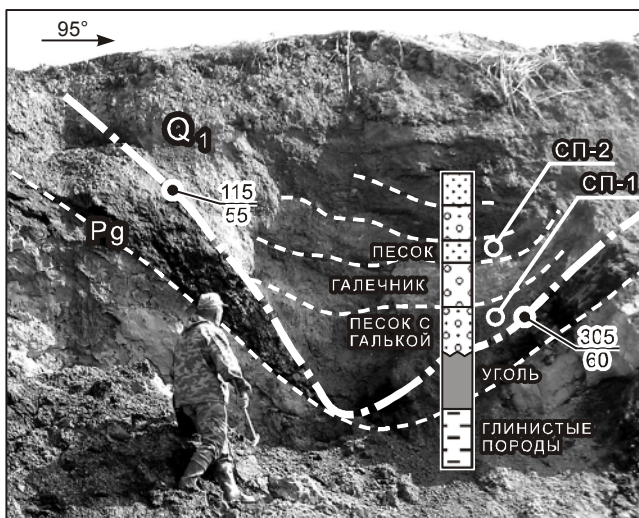 95°
Q1
СП-2
СП-1
115
55
Pg
ПЕСОК
ГАЛЕЧНИК
ПЕСОК С
ГАЛЬКОЙ
305
60
УГОЛЬ
ГЛИНИСТЫЕ
ПОРОДЫ